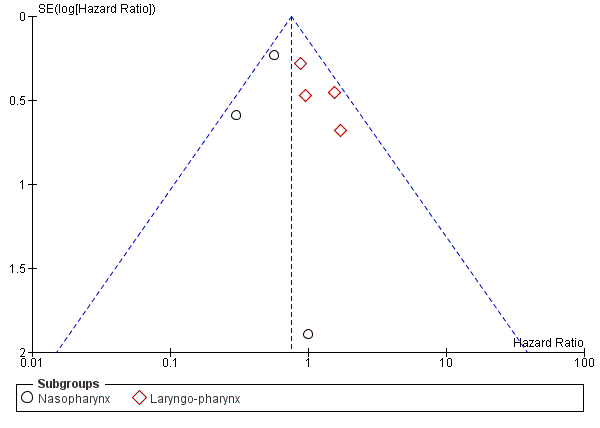 SE(log[Hazard Ratio])
0
0.5
1
1.5
2
Hazard Ratio
0.01 0.1 1 10 100
Subgroups
Nasopharynx Laryngo-pharynx